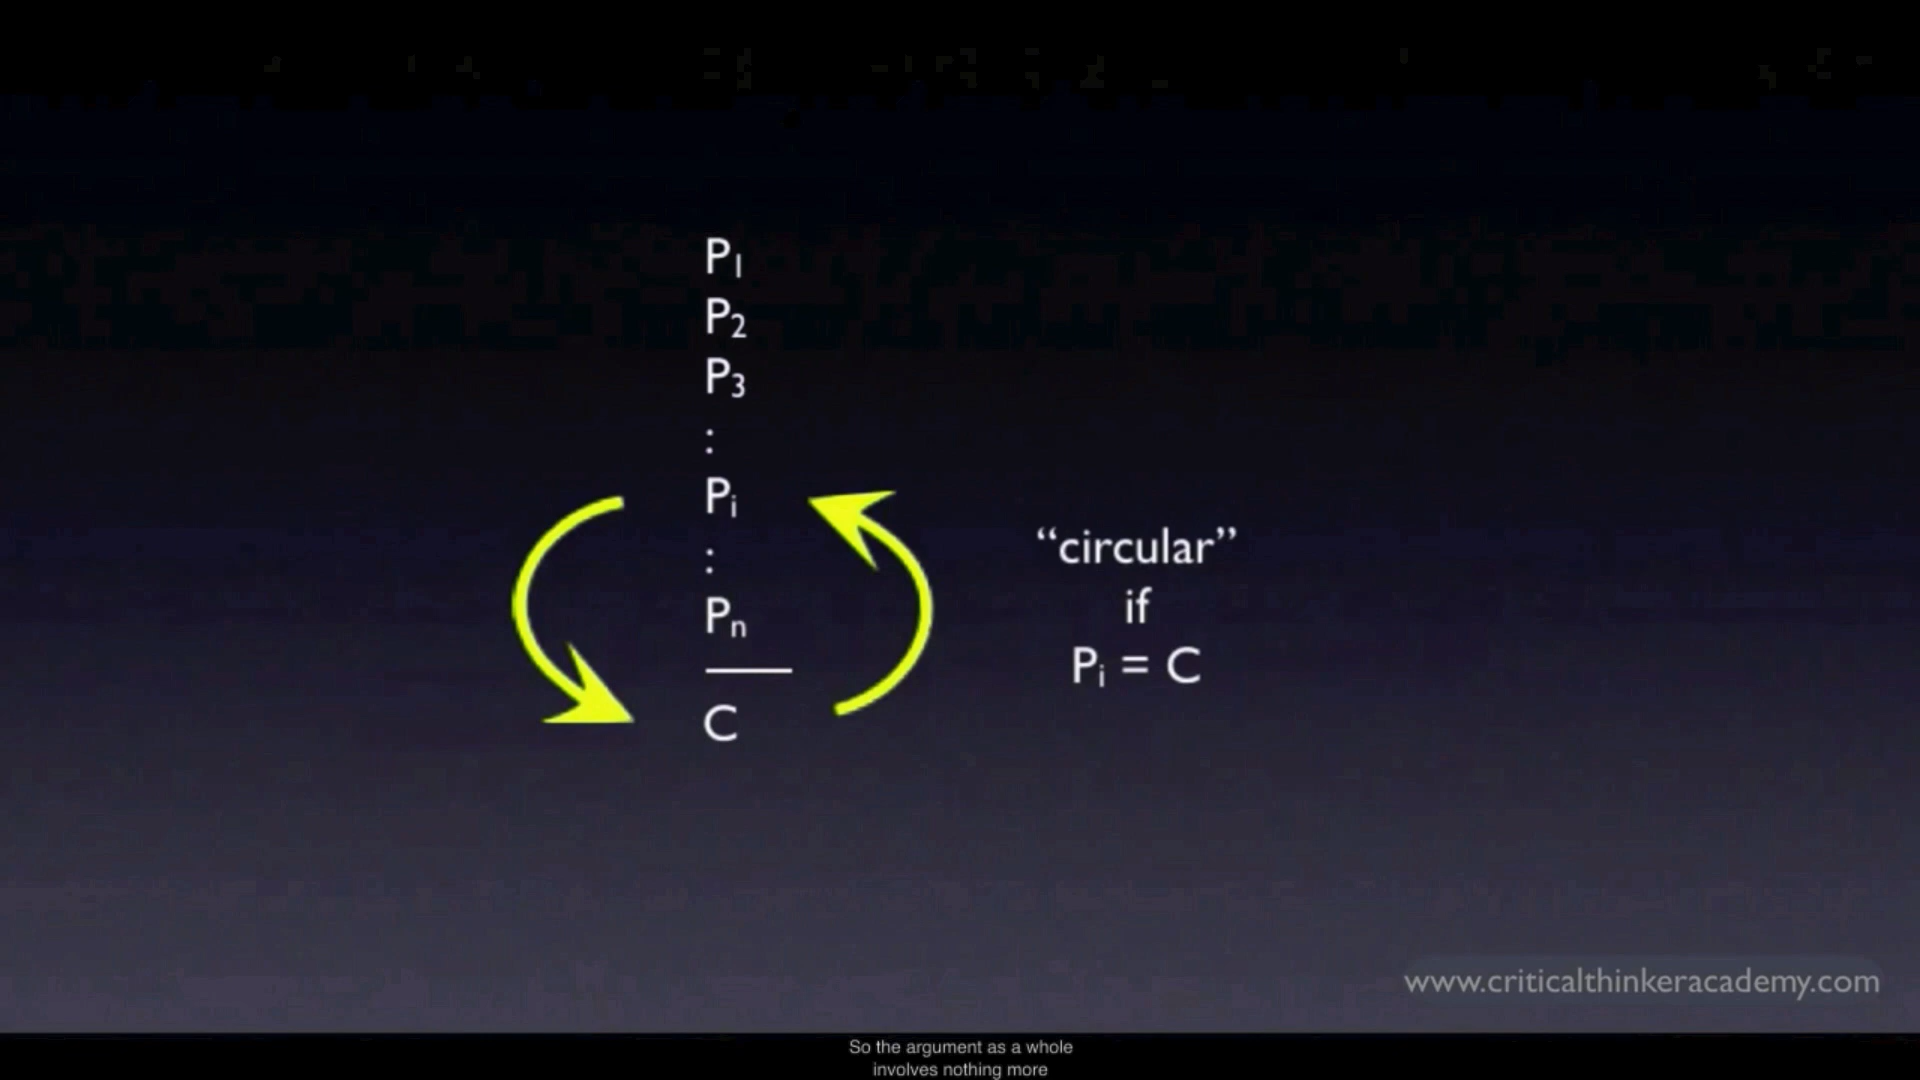 P₁
P₂
P₃
:
Pᵢ
:
Pₙ
C
“circular”
if
Pᵢ = C
www.criticalthinkeracademy.com
So the argument as a whole
involves nothing more